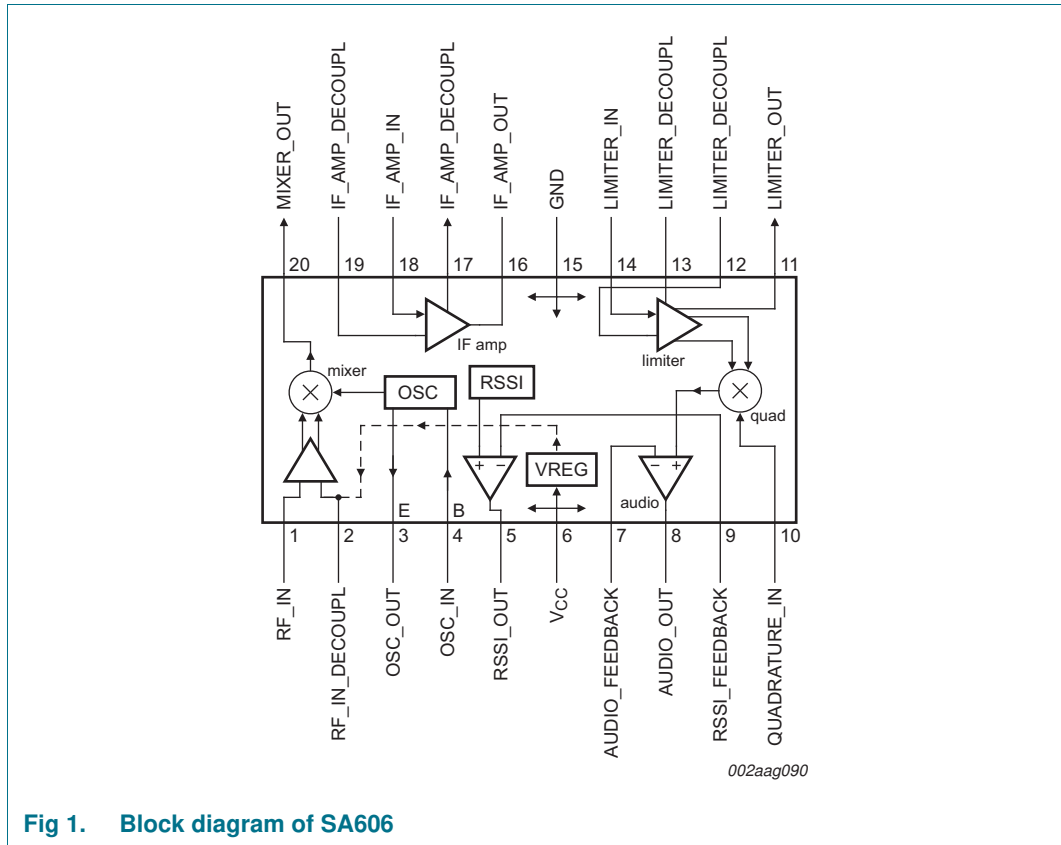 MIXER_OUT
IF_AMP_DECOUPL
IF_AMP_IN
IF_AMP_DECOUPL
IF_AMP_OUT
GND
LIMITER_IN
LIMITER_DECOUPL
LIMITER_DECOUPL
LIMITER_OUT
20 19 18 17 16 15 14 13 12 11
IF amp
limiter
mixer
OSC
RSSI
quad
+ −
VREG
− +
audio
E B
1 2 3 4 5 6 7 8 9 10
RF_IN
RF_IN_DECOUPL
OSC_OUT
OSC_IN
RSSI_OUT
VCC
AUDIO_FEEDBACK
AUDIO_OUT
RSSI_FEEDBACK
QUADRATURE_IN
002aag090
Fig 1. Block diagram of SA606